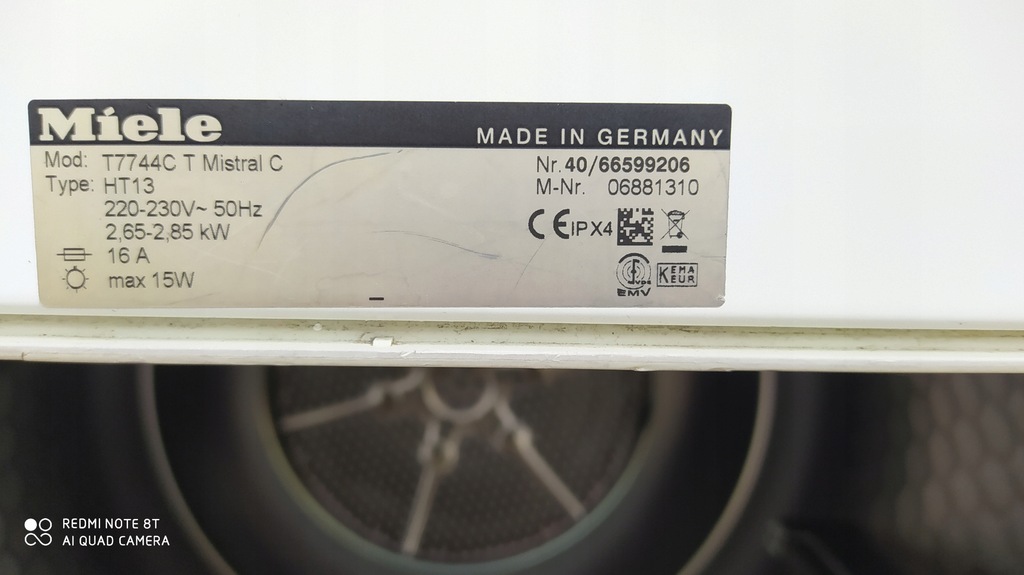 Miele
MADE IN GERMANY
Mod: T7744C T Mistral C
Type: HT13
220-230V~ 50Hz
2,65-2,85 kW
16 A
max 15W
Nr. 40/66599206
M-Nr. 06881310
CE IPX4
VDE
EMV
KEMA
KEUR
REDMI NOTE 8T
AI QUAD CAMERA